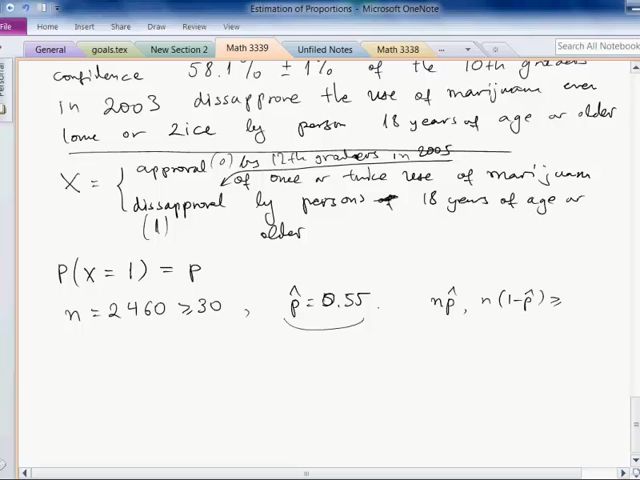 Estimation of Proportions - Microsoft OneNote
File Home Insert Share Draw Review View
General goals.tex New Section 2 Math 3339 Unfiled Notes Math 3338 ... Search All Notebooks
Personal
confidence 58.1% ± 1% of the 10th graders
in 2003 dissapprove the use of marijuana even
lome or 2ice by person 18 years of age or older
X = { approval (0) by 12th graders in 2005
of once or twice use of marijuana
dissapproval by persons 18 years of age or
(1) older
P(X = 1) = p
n = 2460 ≥ 30 , p̂ = 0.55 . np̂, n(1-p̂) ≥